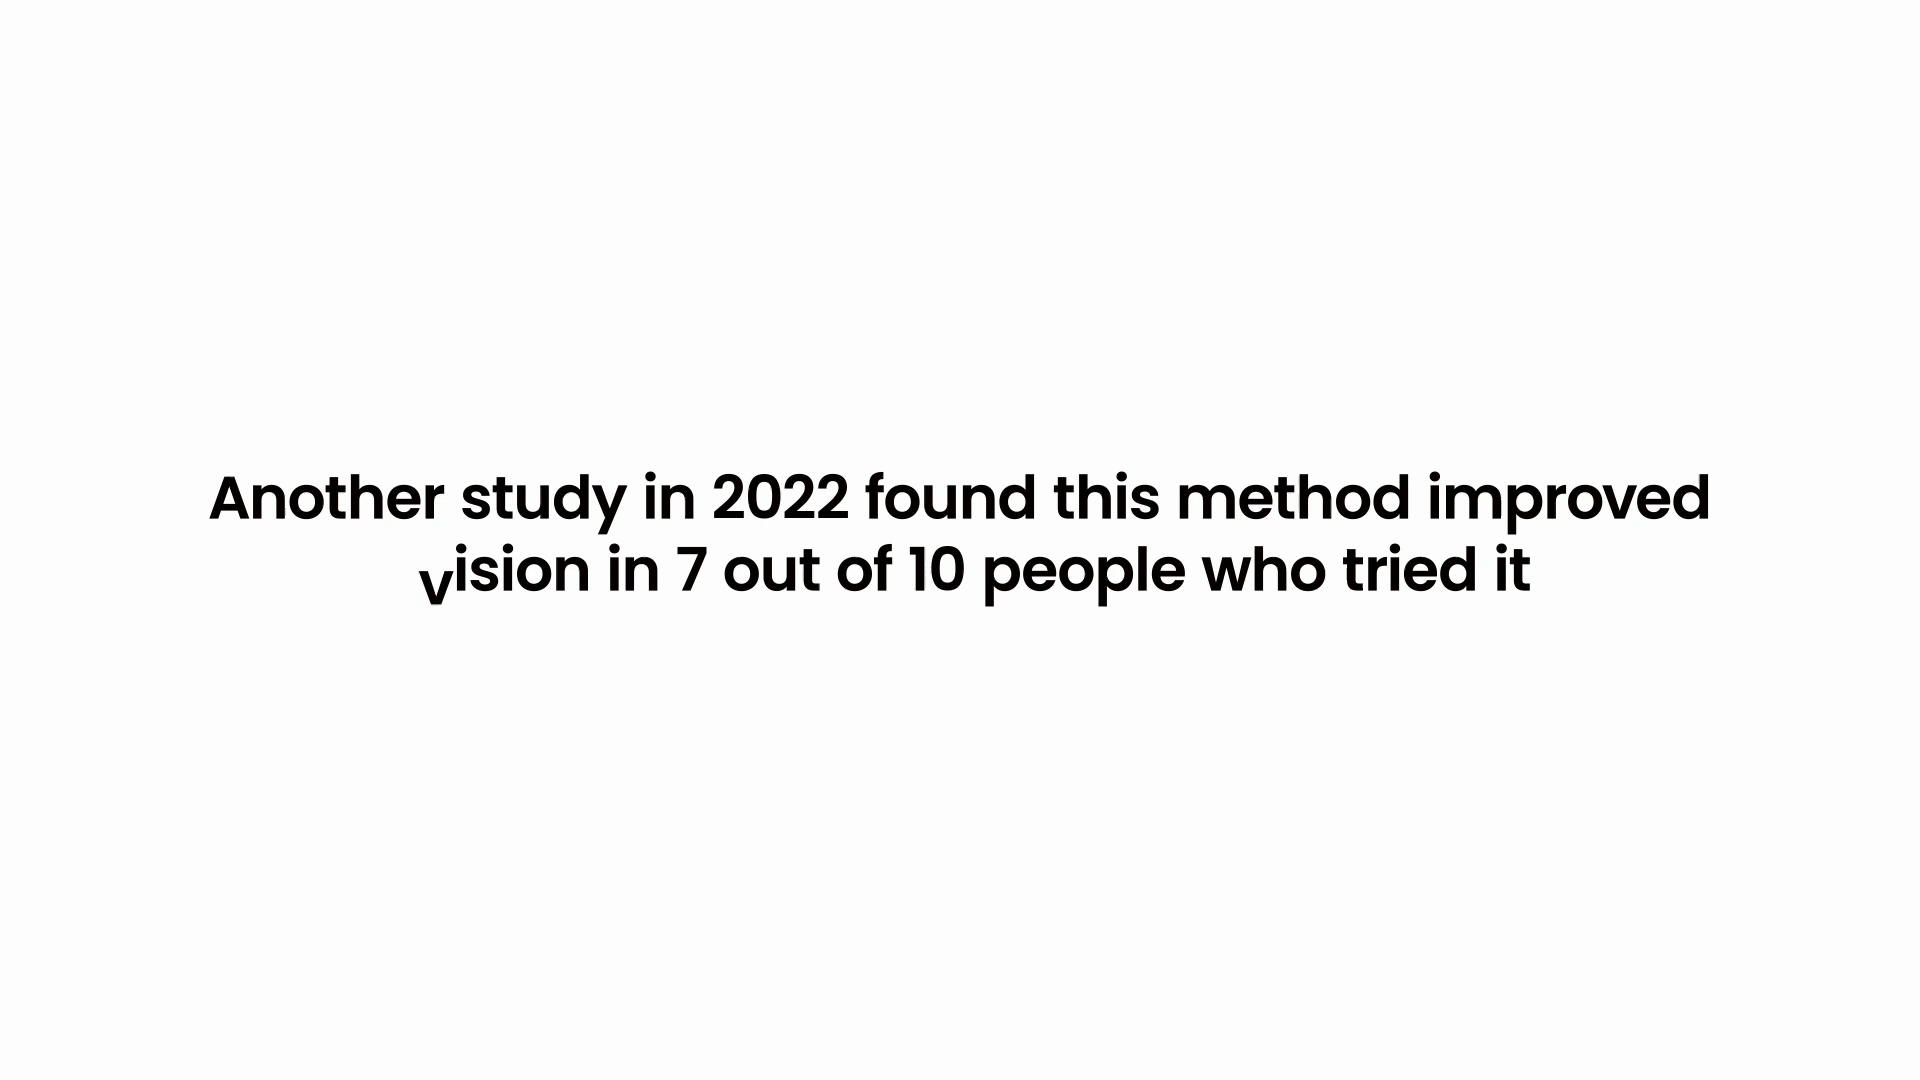 Another study in 2022 found this method improved
vision in 7 out of 10 people who tried it